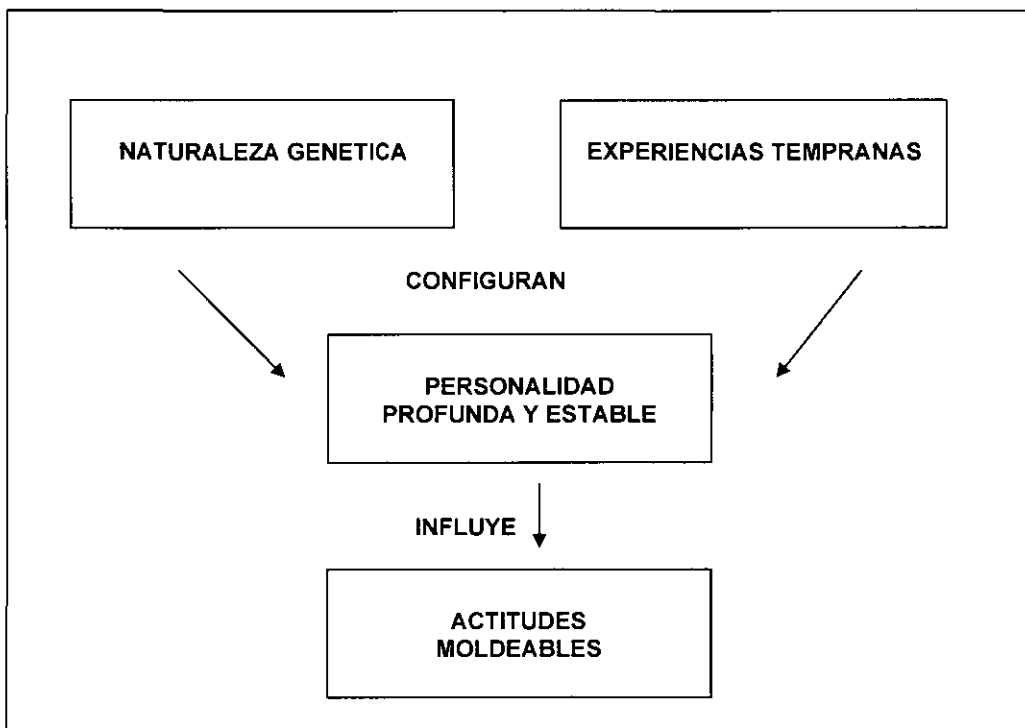 NATURALEZA GENETICA
EXPERIENCIAS TEMPRANAS
CONFIGURAN
PERSONALIDAD
PROFUNDA Y ESTABLE
INFLUYE
ACTITUDES
MOLDEABLES